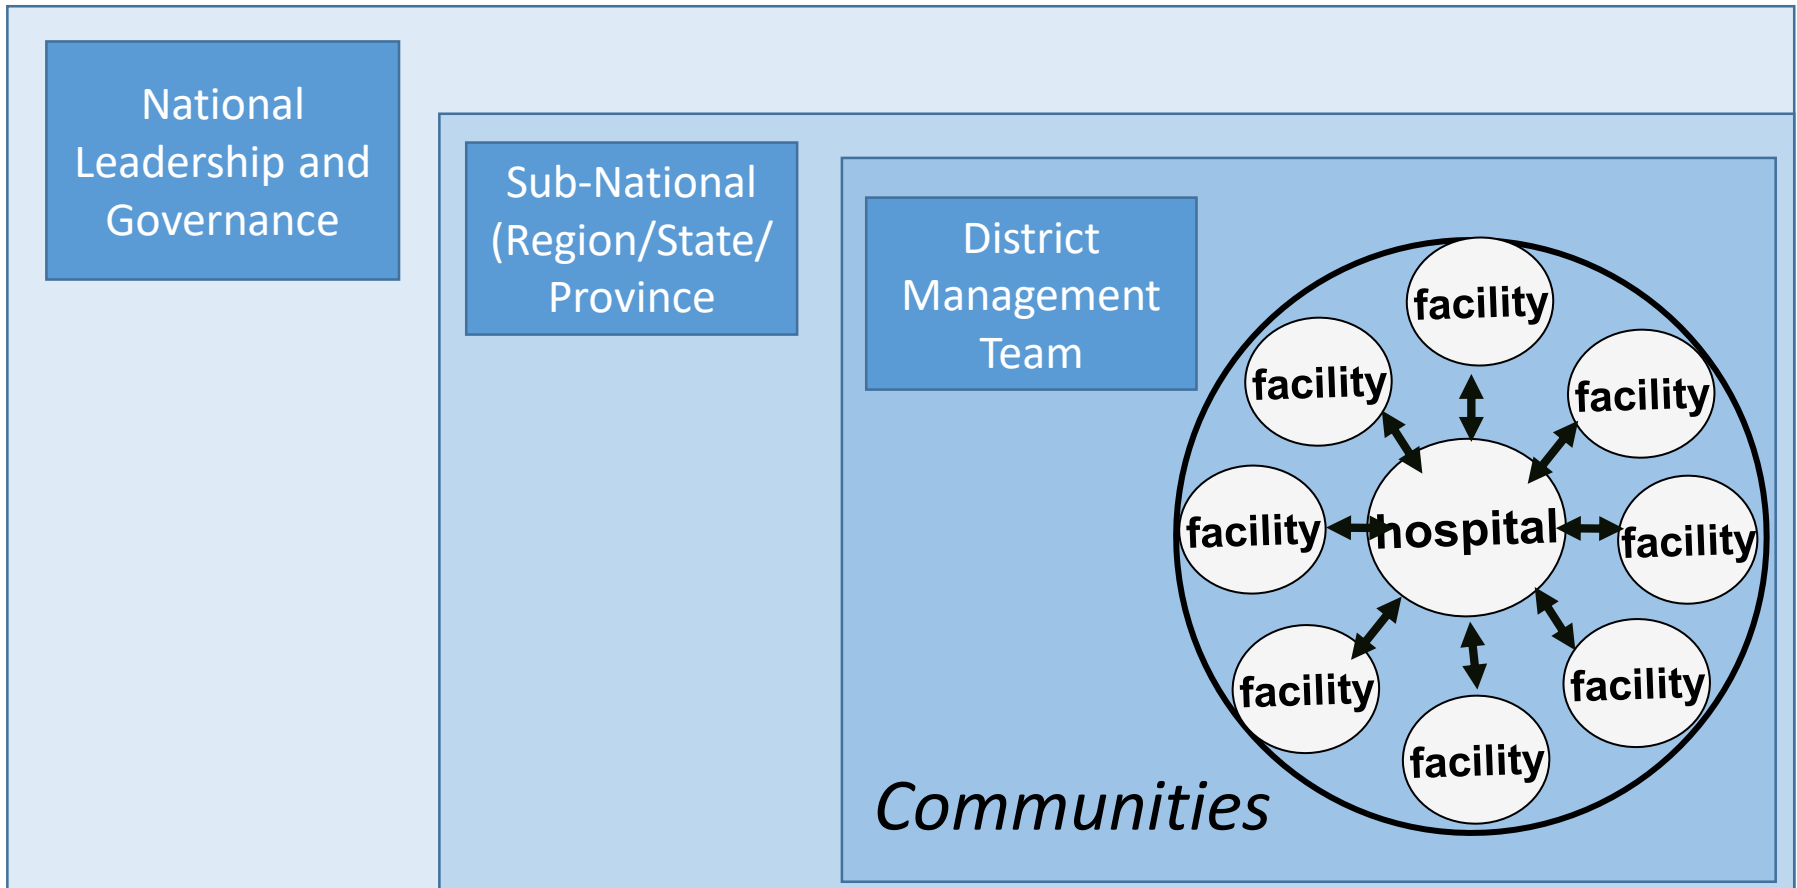 National
Leadership and
Governance
Sub-National
(Region/State/
Province
District
Management
Team
facility
facility
facility
facility
hospital
facility
facility
facility
facility
Communities